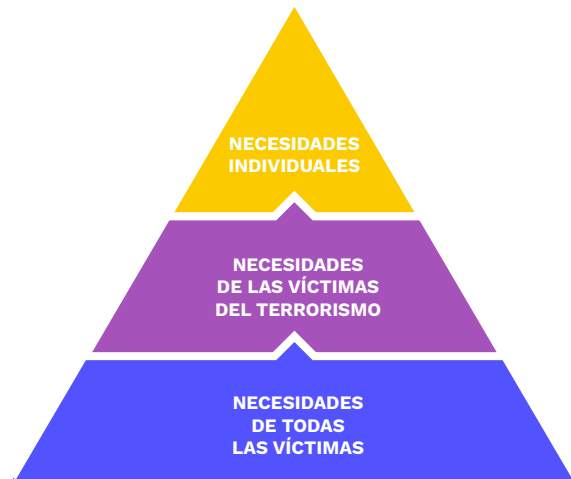 NECESIDADES
INDIVIDUALES
NECESIDADES
DE LAS VÍCTIMAS
DEL TERRORISMO
NECESIDADES
DE TODAS
LAS VÍCTIMAS